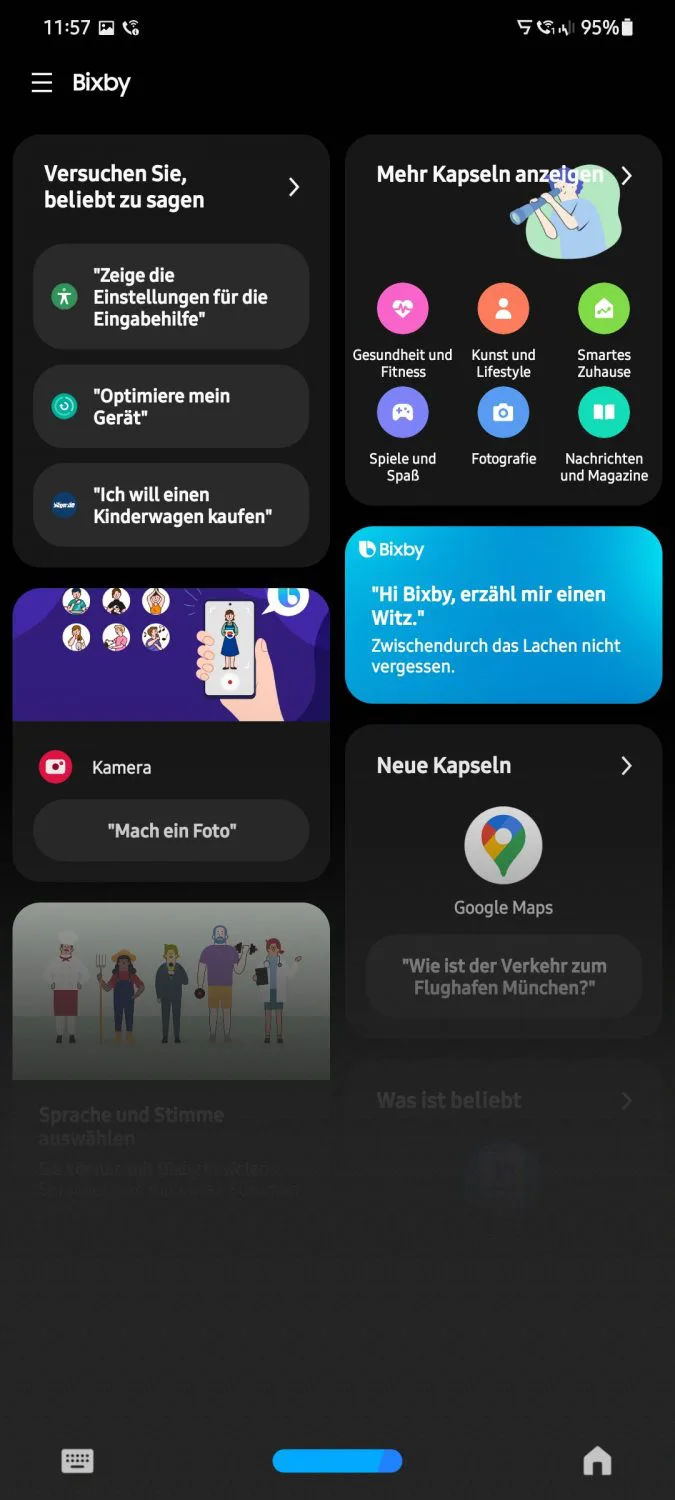 11:57
95%
Bixby
Versuchen Sie,
beliebt zu sagen
"Zeige die
Einstellungen für die
Eingabehilfe"
"Optimiere mein
Gerät"
"Ich will einen
Kinderwagen kaufen"
Kamera
"Mach ein Foto"
Sprache und Stimme
auswählen
Mehr Kapseln anzeigen
Gesundheit und
Fitness
Kunst und
Lifestyle
Smartes
Zuhause
Spiele und
Spaß
Fotografie
Nachrichten
und Magazine
Bixby
"Hi Bixby, erzähl mir einen
Witz."
Zwischendurch das Lachen nicht
vergessen.
Neue Kapseln
Google Maps
"Wie ist der Verkehr zum
Flughafen München?"
Was ist beliebt